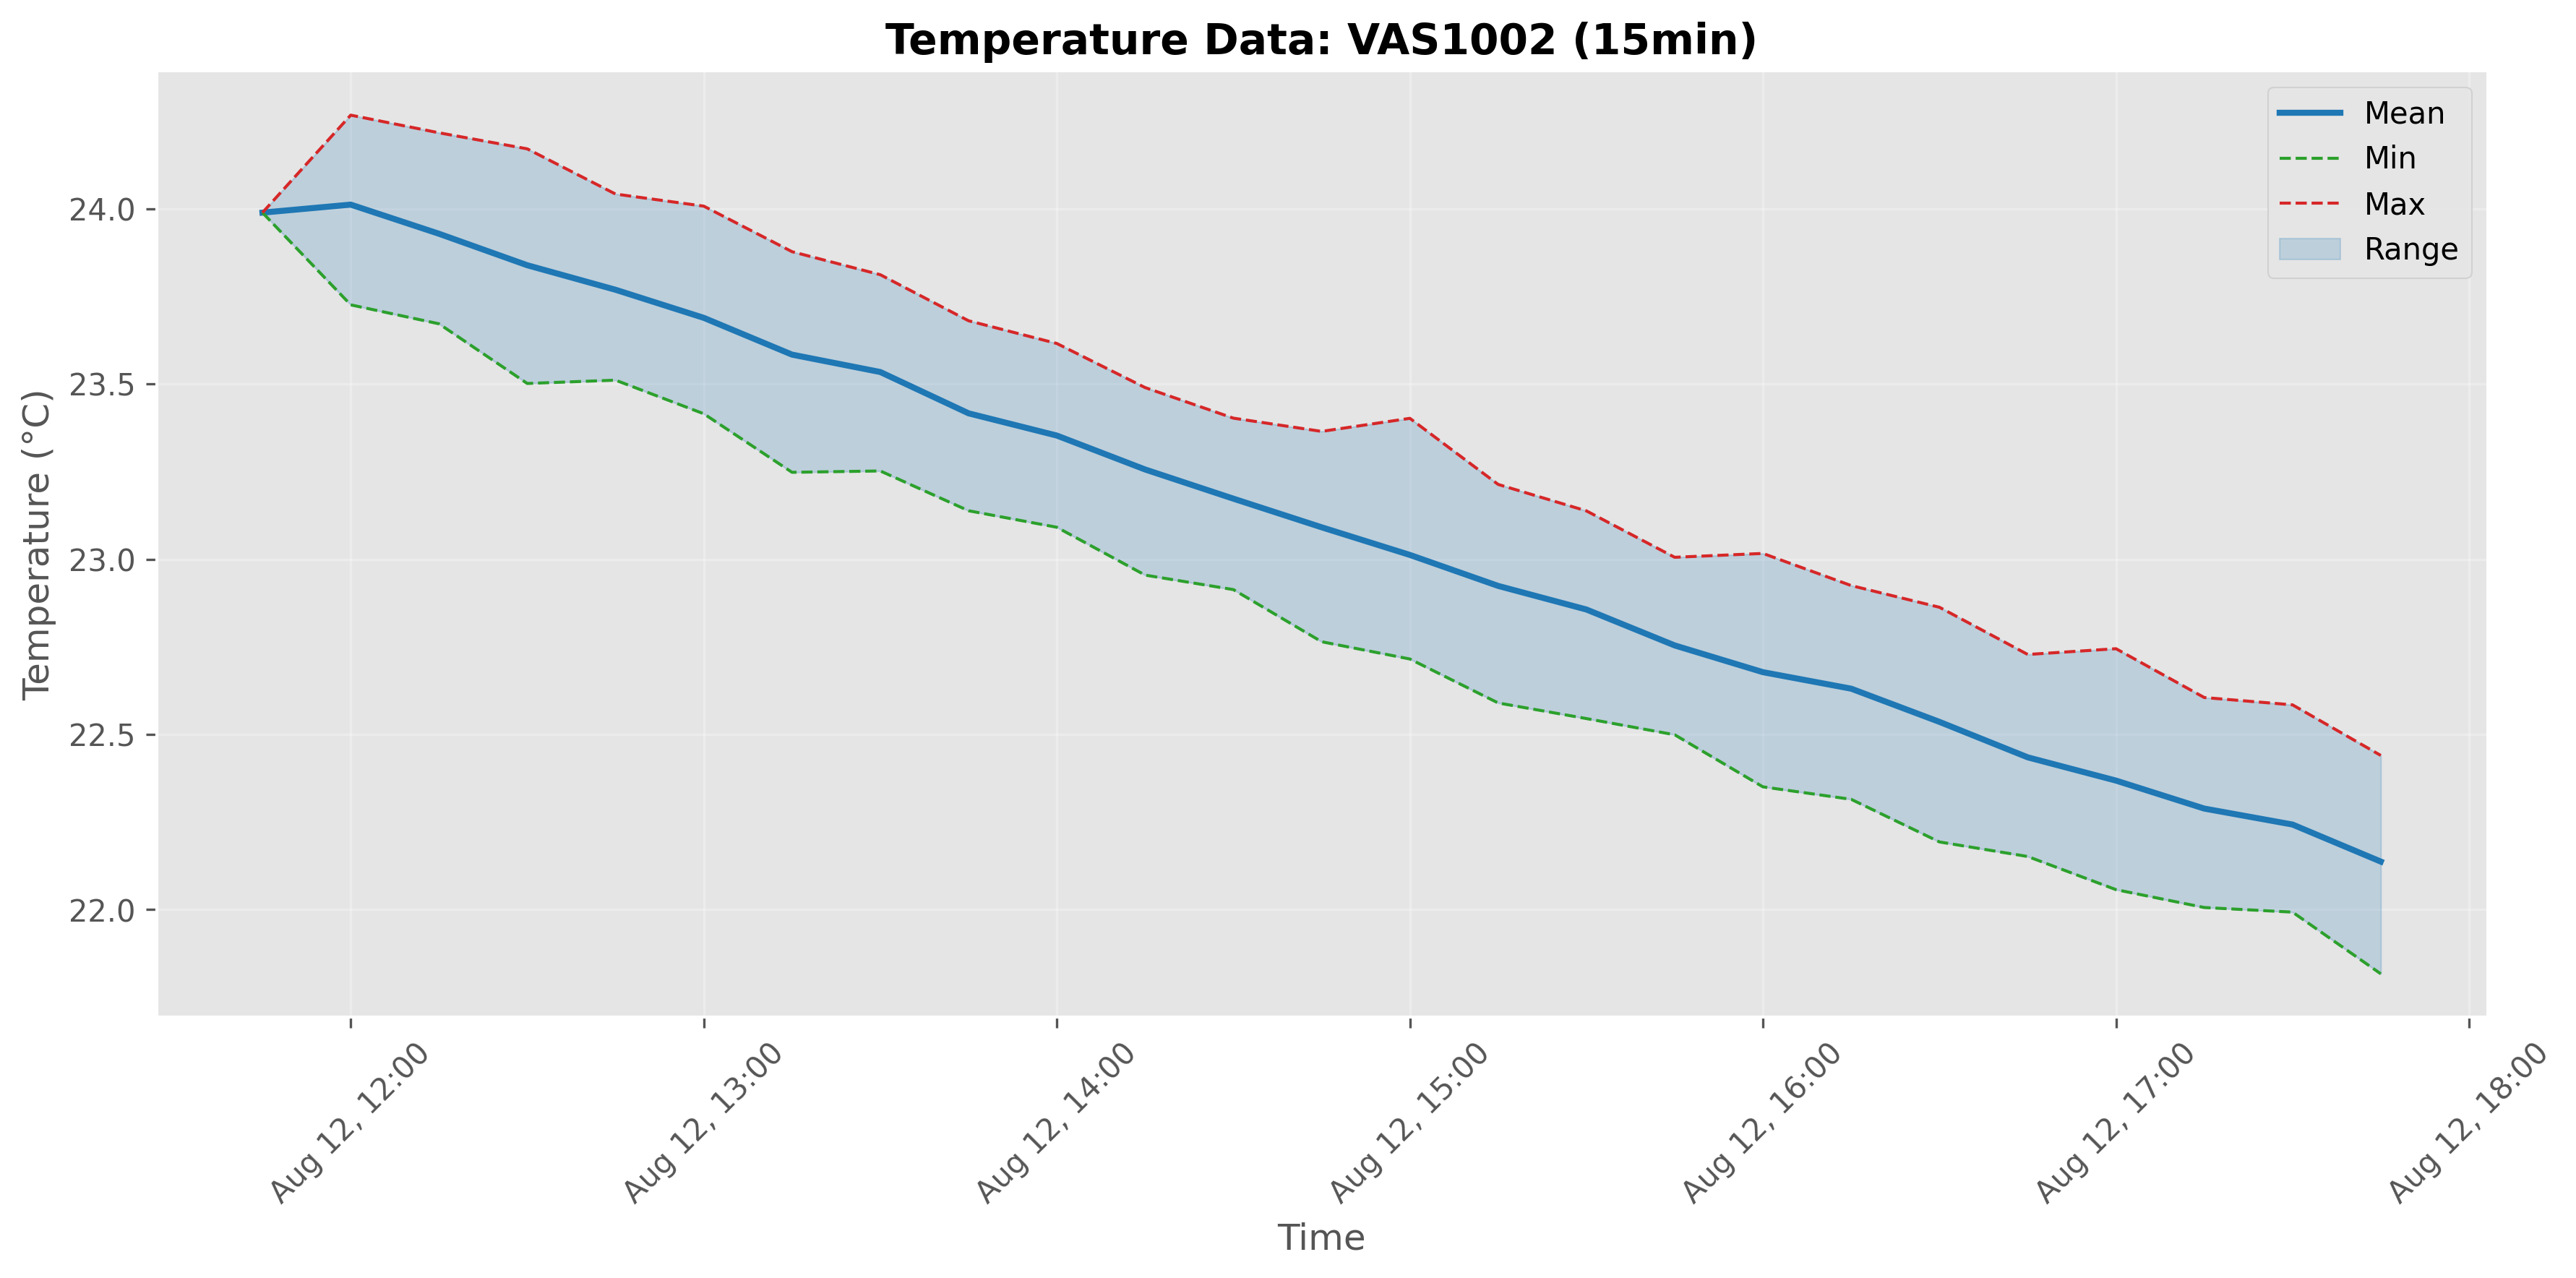 Temperature Data: VAS1002 (15min)
Mean
Min
Max
Range
Temperature (°C)
24.0
23.5
23.0
22.5
22.0
Aug 12, 12:00
Aug 12, 13:00
Aug 12, 14:00
Aug 12, 15:00
Aug 12, 16:00
Aug 12, 17:00
Aug 12, 18:00
Time